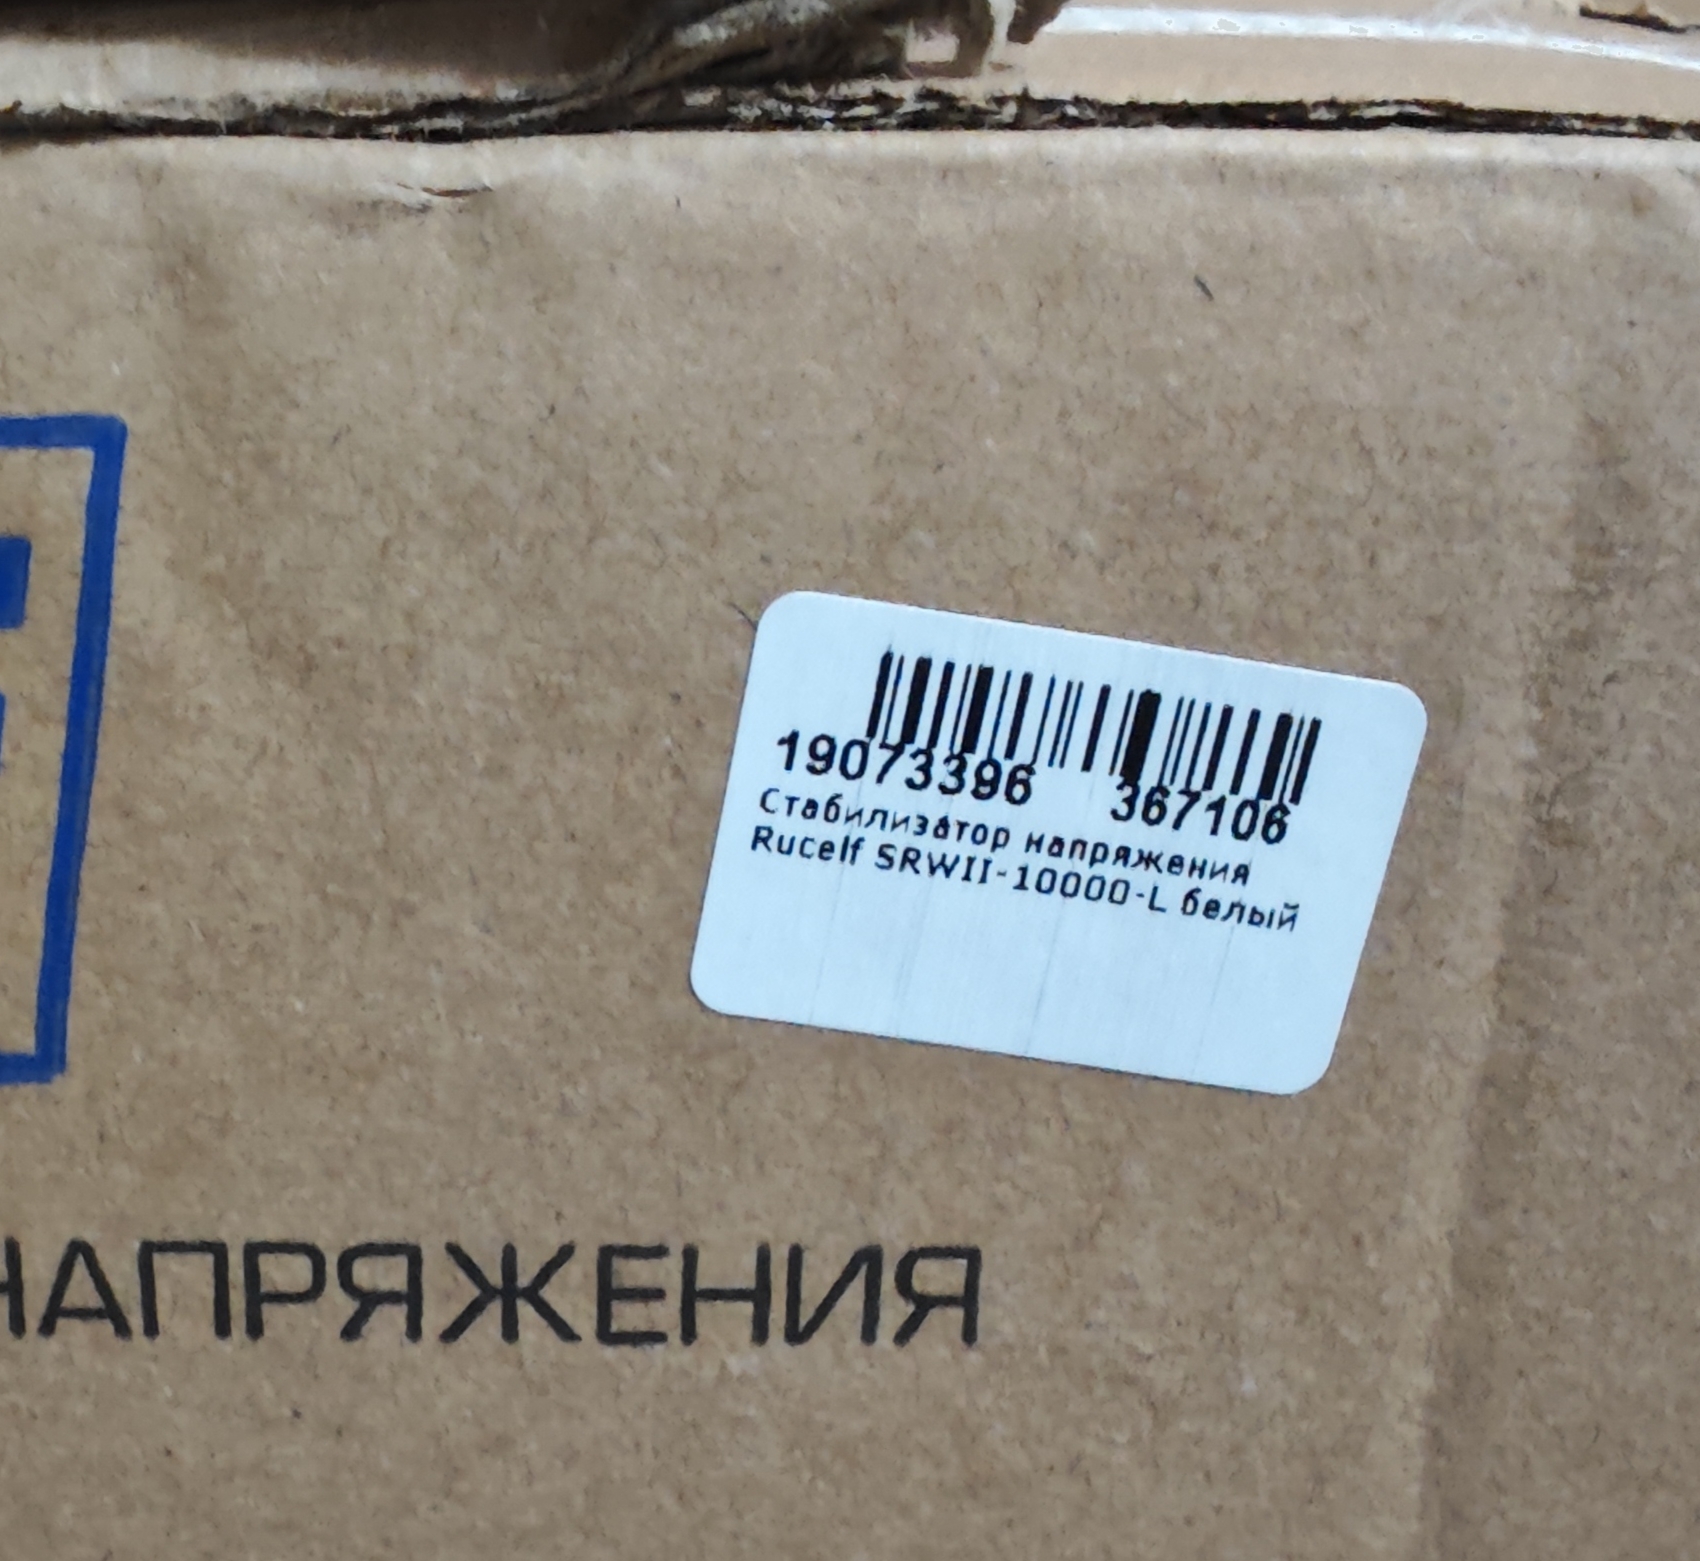 19073396 367106
Стабилизатор напряжения
Rucelf SRWII-10000-L белый
НАПРЯЖЕНИЯ